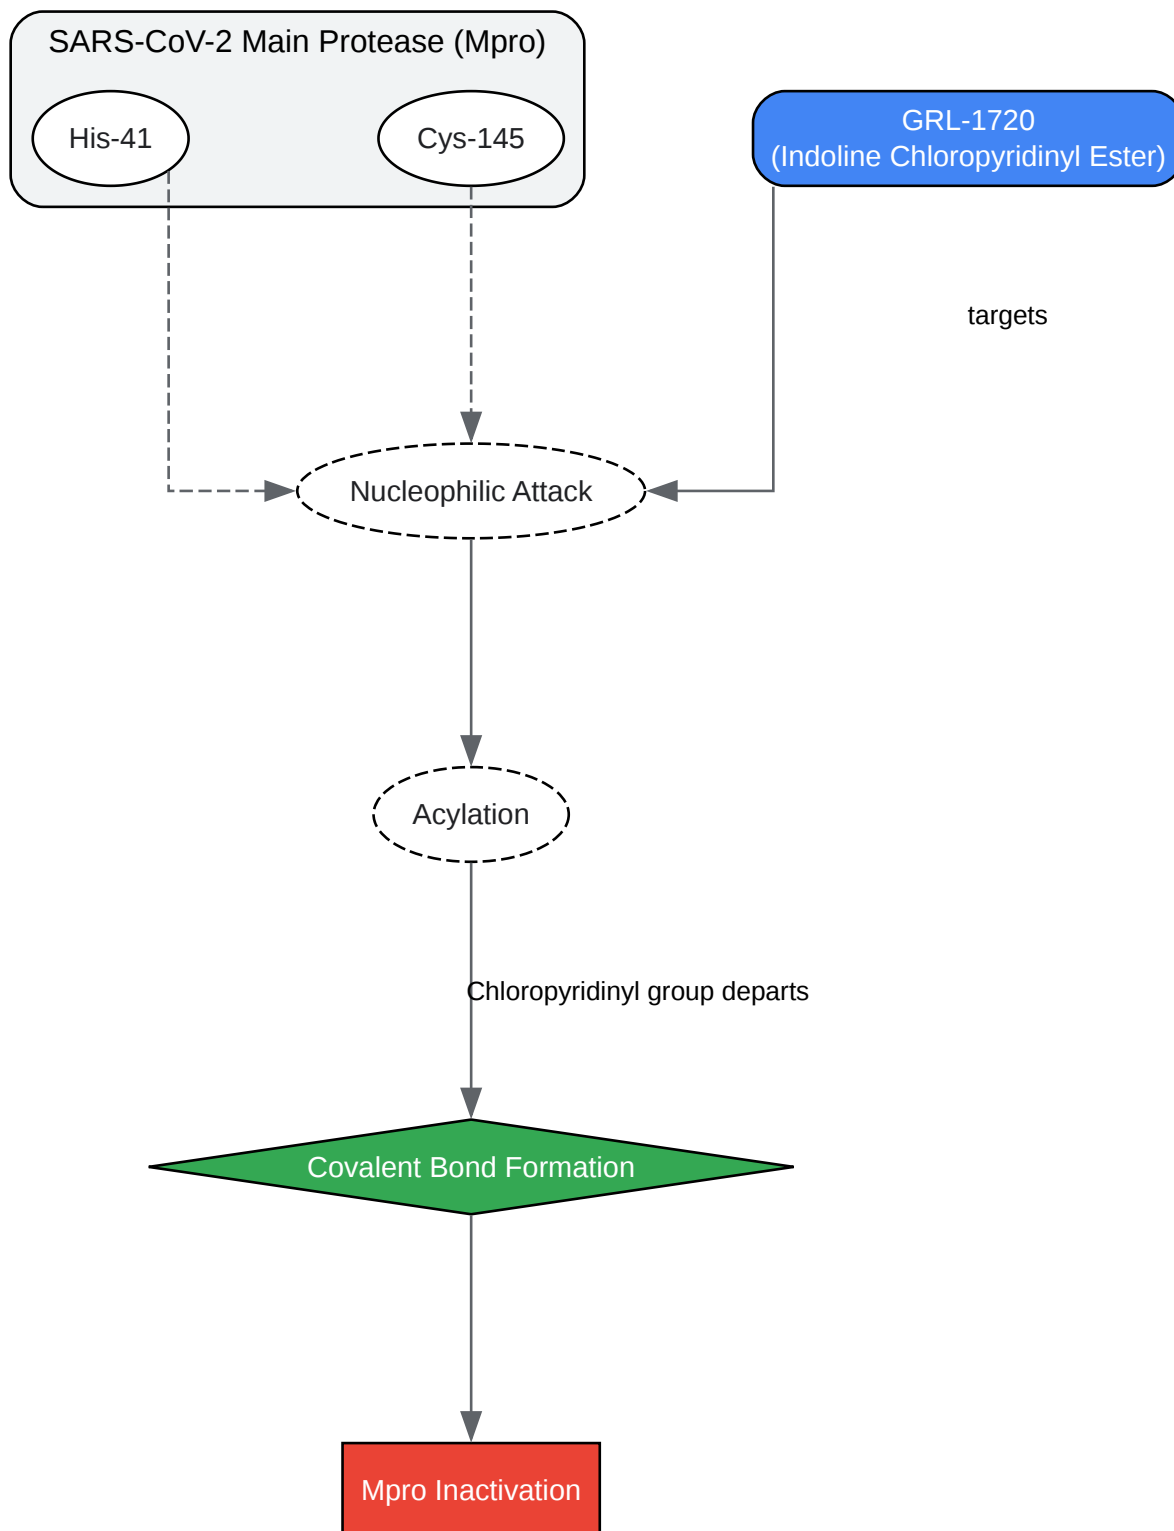 SARS-CoV-2 Main Protease (Mpro)
His-41
Cys-145
GRL-1720
(Indoline Chloropyridinyl Ester)
targets
Nucleophilic Attack
Acylation
Chloropyridinyl group departs
Covalent Bond Formation
Mpro Inactivation